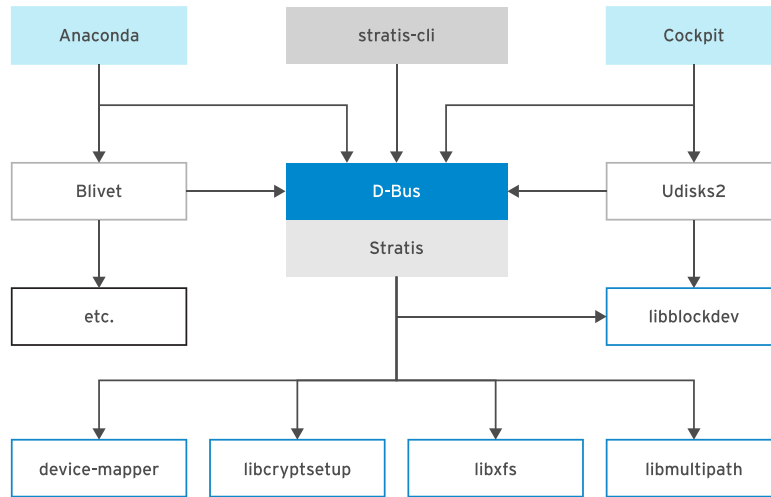 Anaconda
stratis-cli
Cockpit
Blivet
D-Bus
Udisks2
Stratis
etc.
libblockdev
device-mapper
libcryptsetup
libxfs
libmultipath